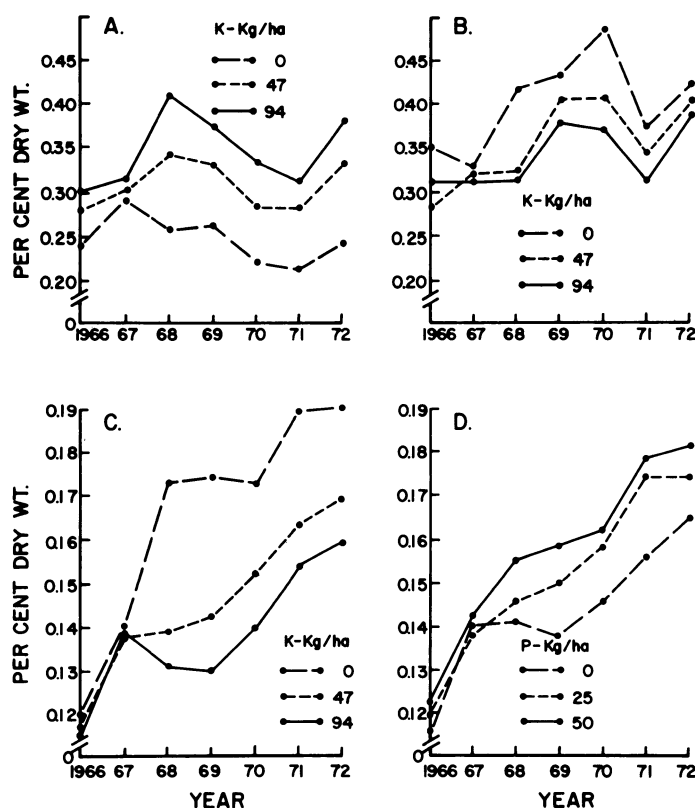 A.
K-Kg/ha
0
47
94
PER CENT DRY WT.
0.45
0.40
0.35
0.30
0.25
0.20
0
1966 67 68 69 70 71 72
B.
0.45
0.40
0.35
0.30
0.25
0.20
0
K-Kg/ha
0
47
94
1966 67 68 69 70 71 72
C.
PER CENT DRY WT.
0.19
0.18
0.17
0.16
0.15
0.14
0.13
0.12
0
K-Kg/ha
0
47
94
1966 67 68 69 70 71 72
YEAR
D.
0.19
0.18
0.17
0.16
0.15
0.14
0.13
0.12
0
P-Kg/ha
0
25
50
1966 67 68 69 70 71 72
YEAR